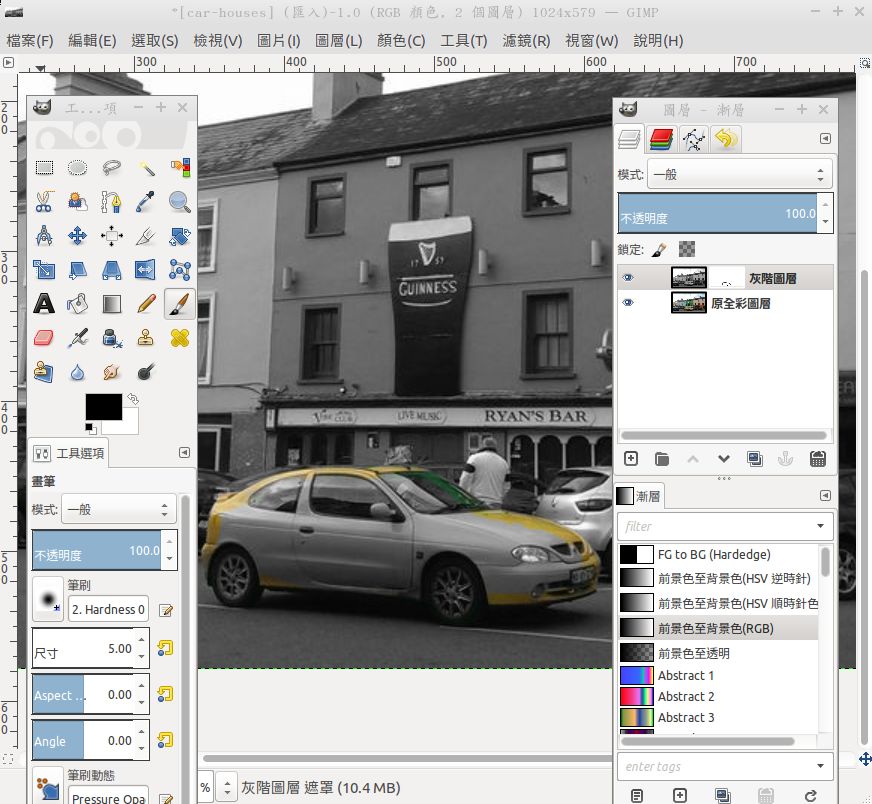 *[car-houses] (匯入)-1.0 (RGB 顏色, 2 個圖層) 1024x579 — GIMP
檔案(F) 編輯(E) 選取(S) 檢視(V) 圖片(I) 圖層(L) 顏色(C) 工具(T) 濾鏡(R) 視窗(W) 說明(H)
300 400 500 600 700
200
300
400
500
600
工...項
工具選項
畫筆
模式: 一般
不透明度 100.0
筆刷
2. Hardness 0
尺寸 5.00
Aspect ... 0.00
Angle 0.00
筆刷動態
Pressure Opa
17 59
GUINNESS
LIVE MUSIC
RYAN'S BAR
圖層 - 漸層
模式: 一般
不透明度 100.0
鎖定:
灰階圖層
原全彩圖層
漸層
filter
FG to BG (Hardedge)
前景色至背景色(HSV 逆時針)
前景色至背景色(HSV 順時針色
前景色至背景色(RGB)
前景色至透明
Abstract 1
Abstract 2
Abstract 3
enter tags
% 灰階圖層 遮罩 (10.4 MB)